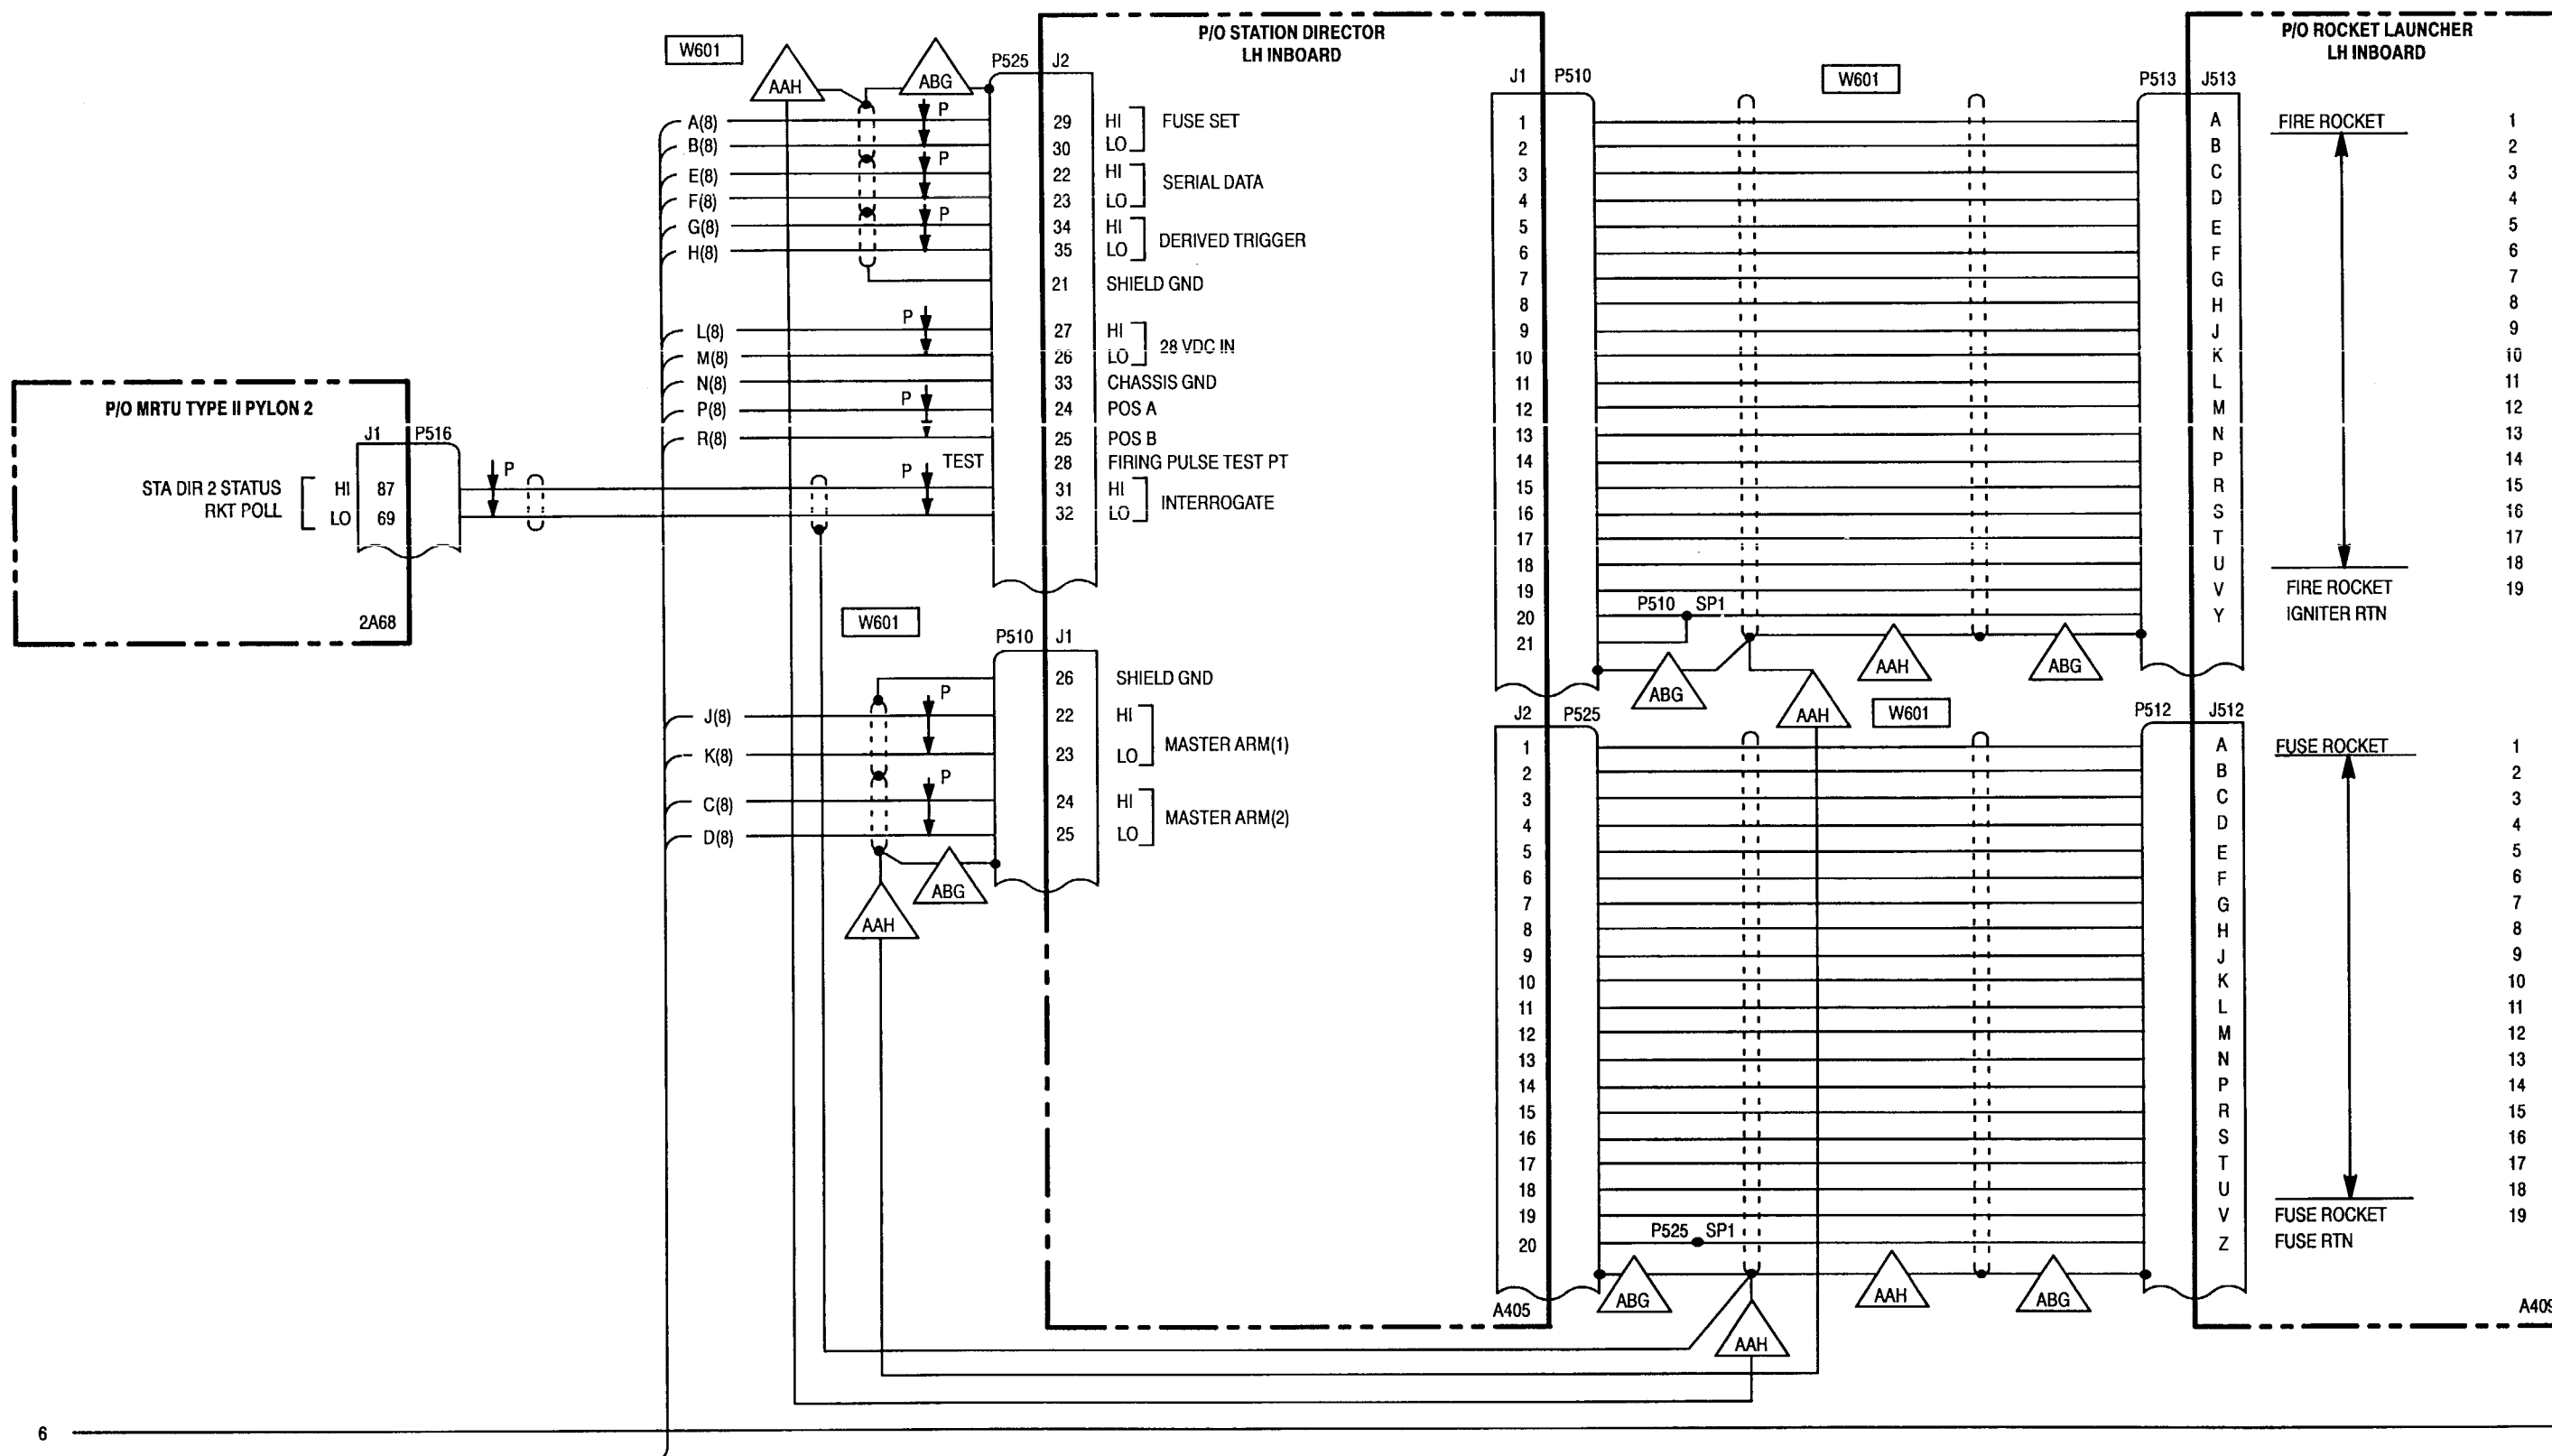 P/O MRTU TYPE II PYLON 2
J1 P516
STA DIR 2 STATUS
RKT POLL
HI 87
LO 69
P
2A68
W601
AAH
ABG
P525 J2
P/O STATION DIRECTOR
LH INBOARD
A(8) P 29 HI FUSE SET
B(8) 30 LO
E(8) P 22 HI SERIAL DATA
F(8) 23 LO
G(8) P 34 HI DERIVED TRIGGER
H(8) 35 LO
21 SHIELD GND
L(8) P 27 HI 28 VDC IN
M(8) 26 LO
N(8) 33 CHASSIS GND
P(8) P 24 POS A
R(8) 25 POS B
TEST 28 FIRING PULSE TEST PT
P 31 HI INTERROGATE
32 LO
W601
P510 J1
26 SHIELD GND
J(8) P 22 HI MASTER ARM(1)
K(8) 23 LO
C(8) P 24 HI MASTER ARM(2)
D(8) 25 LO
ABG
AAH
J1 P510
W601
P/O ROCKET LAUNCHER
LH INBOARD
P513 J513
1 A FIRE ROCKET 1
2 B 2
3 C 3
4 D 4
5 E 5
6 F 6
7 G 7
8 H 8
9 J 9
10 K 10
11 L 11
12 M 12
13 N 13
14 P 14
15 R 15
16 S 16
17 T 17
18 U 18
19 V FIRE ROCKET 19
20 P510 SP1 Y IGNITER RTN
21
ABG AAH AAH ABG
J2 P525
W601
P512 J512
1 A FUSE ROCKET 1
2 B 2
3 C 3
4 D 4
5 E 5
6 F 6
7 G 7
8 H 8
9 J 9
10 K 10
11 L 11
12 M 12
13 N 13
14 P 14
15 R 15
16 S 16
17 T 17
18 U 18
19 V FUSE ROCKET 19
20 P525 SP1 Z FUSE RTN
ABG AAH ABG
A405
A409
AAH
6